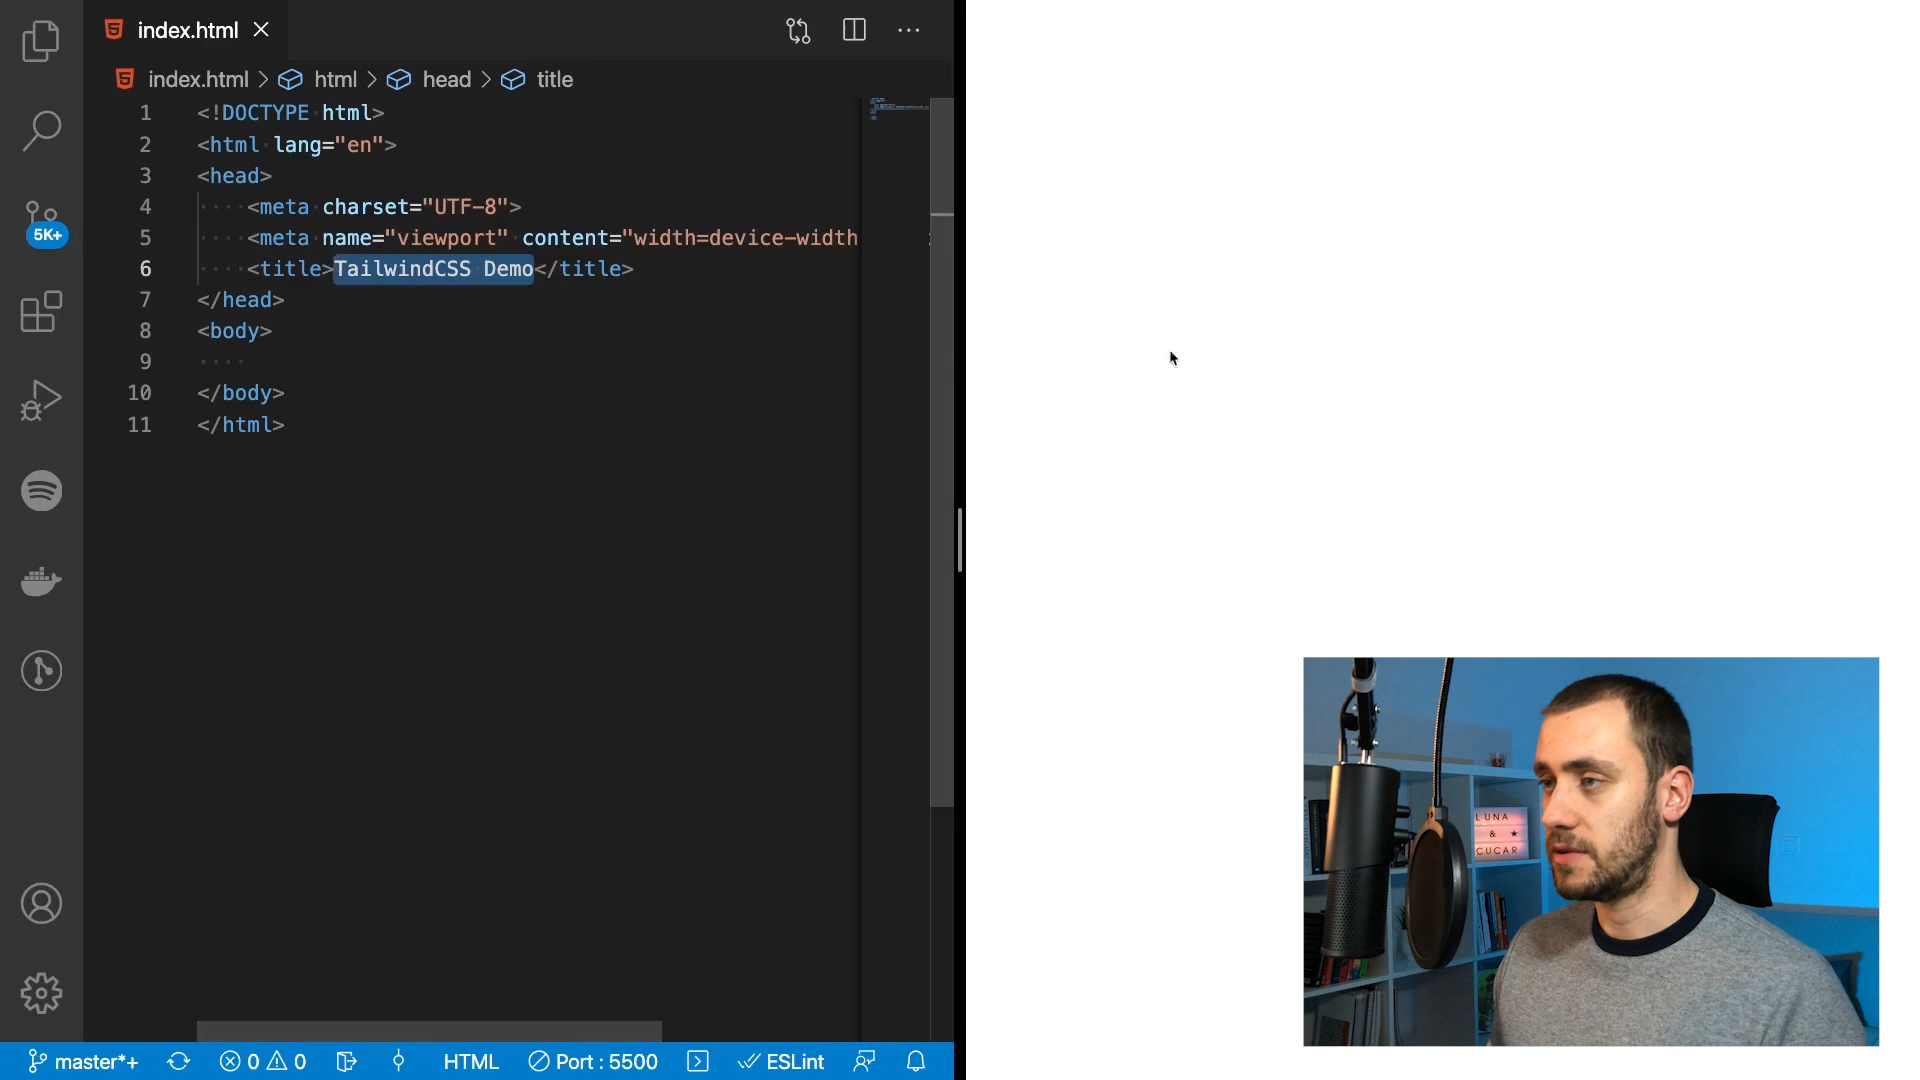 index.html
index.html > html > head > title
1 <!DOCTYPE html>
2 <html lang="en">
3 <head>
4 <meta charset="UTF-8">
5 <meta name="viewport" content="width=device-width
6 <title>TailwindCSS Demo</title>
7 </head>
8 <body>
9
10 </body>
11 </html>
5K+
LUNA
& ★
CUCAR
master*+ 0 0 HTML Port : 5500 ESLint